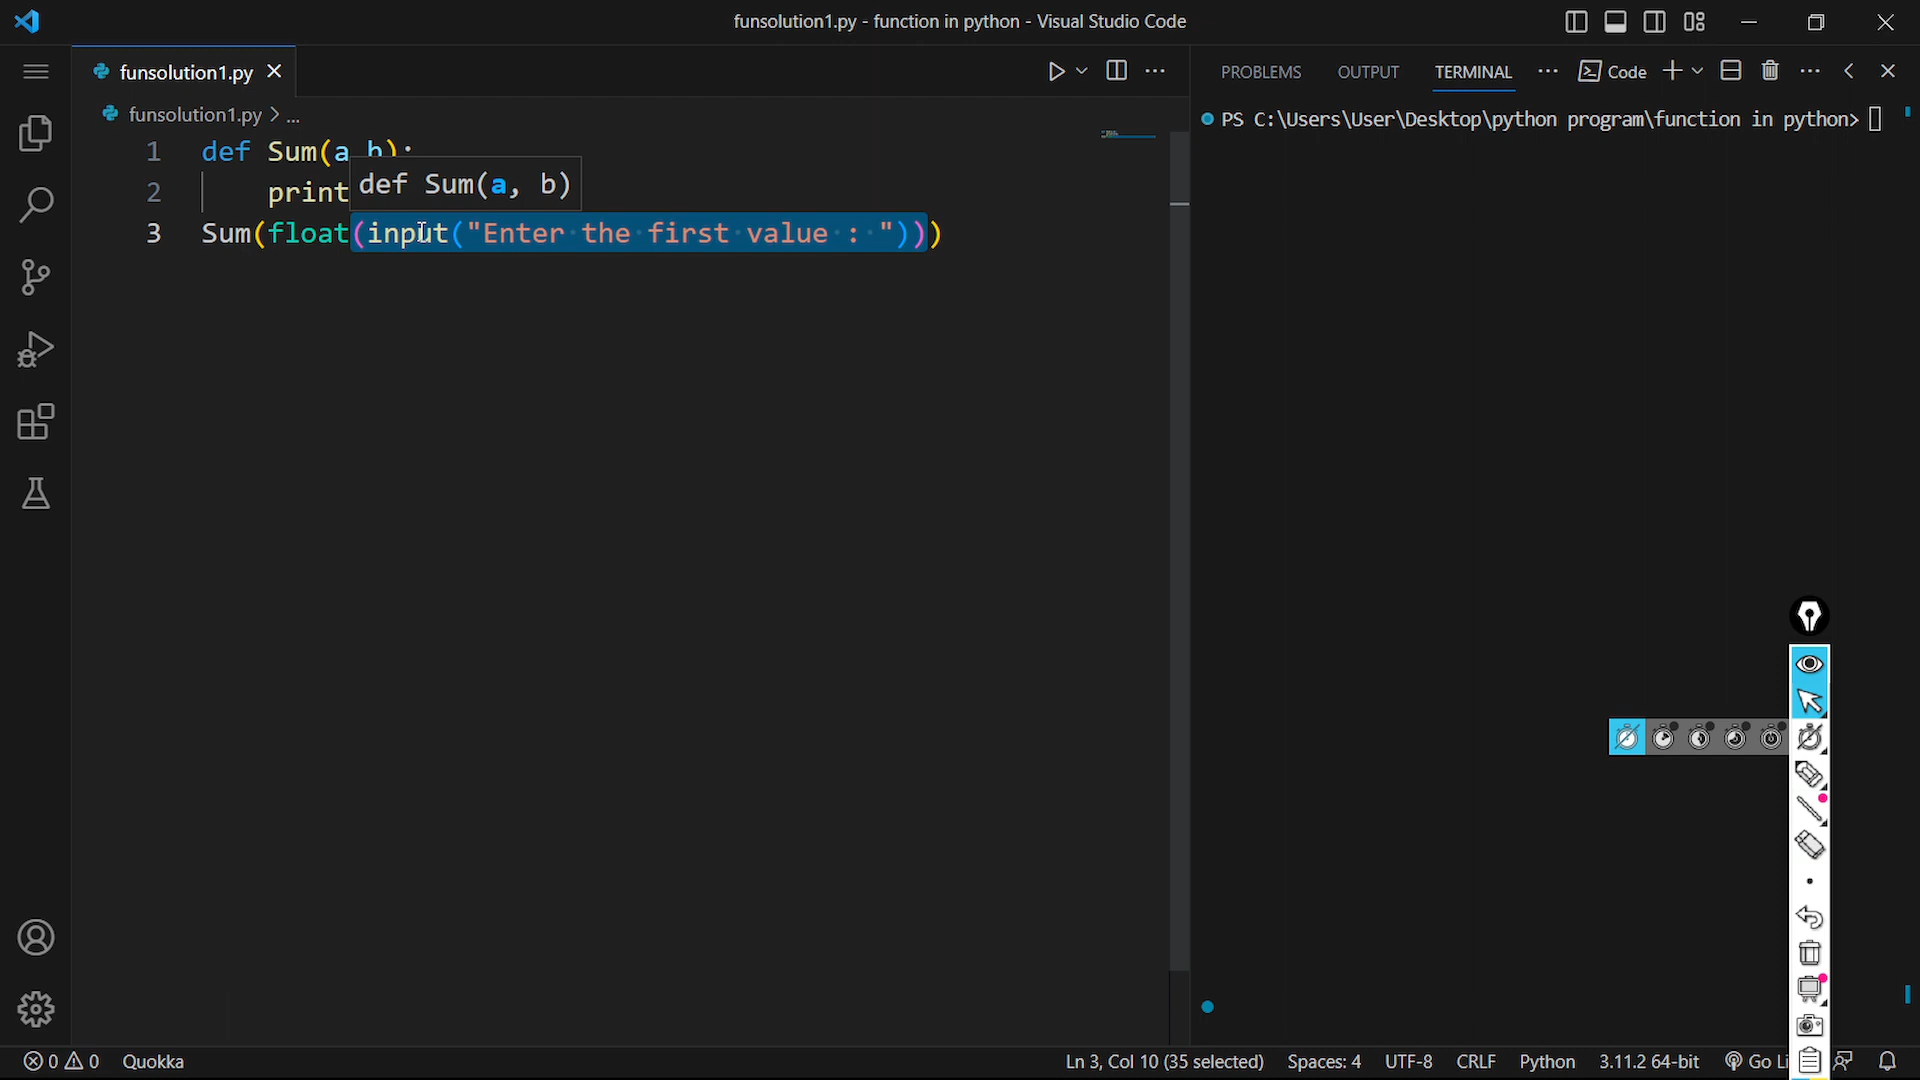 funsolution1.py - function in python - Visual Studio Code
funsolution1.py
PROBLEMS OUTPUT TERMINAL Code
funsolution1.py > ...
PS C:\Users\User\Desktop\python program\function in python>
1 def Sum(a b):
def Sum(a, b)
2 print
3 Sum(float(input("Enter the first value : ")))
0 0 Quokka
Ln 3, Col 10 (35 selected) Spaces: 4 UTF-8 CRLF Python 3.11.2 64-bit Go Li